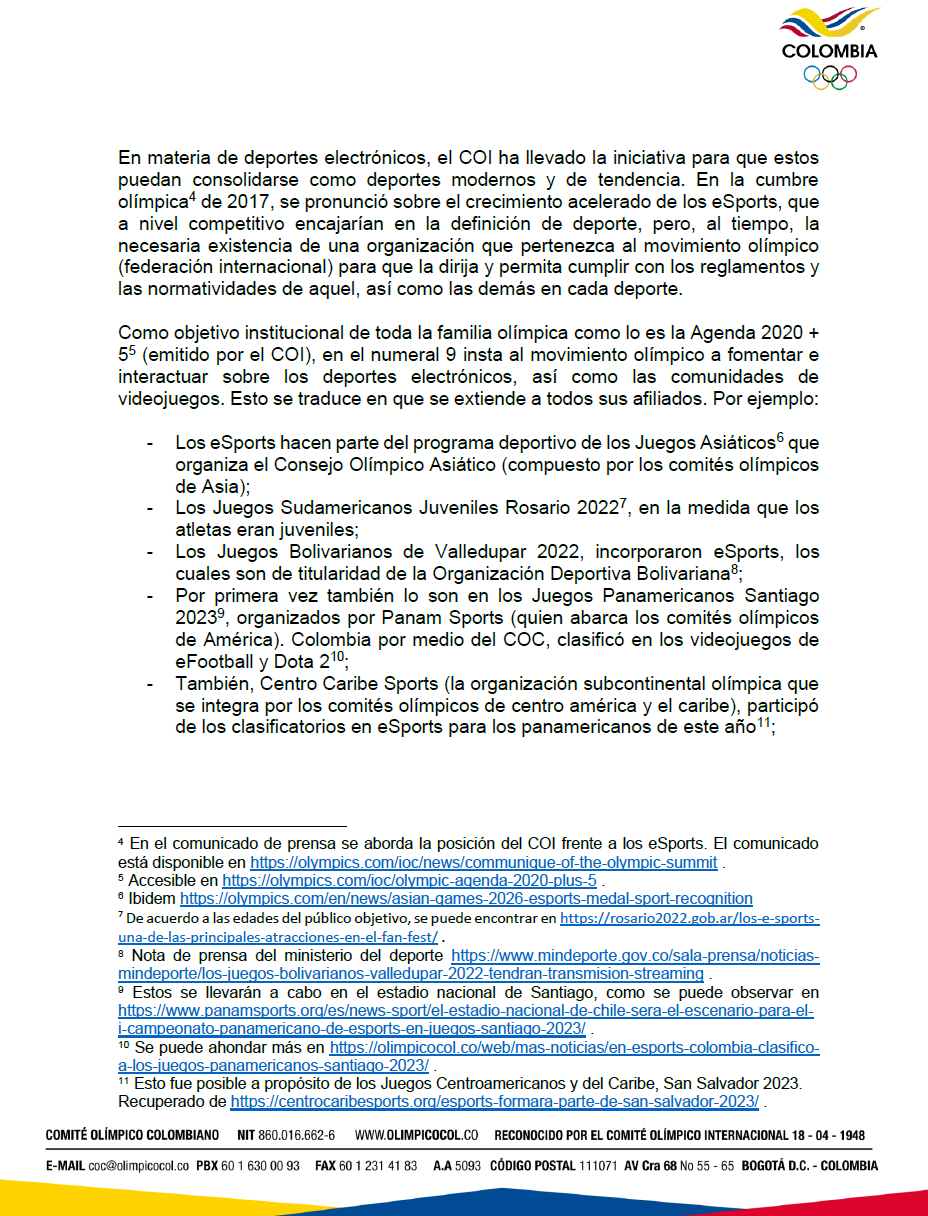 COLOMBIA
En materia de deportes electrónicos, el COI ha llevado la iniciativa para que estos
puedan consolidarse como deportes modernos y de tendencia. En la cumbre
olímpica⁴ de 2017, se pronunció sobre el crecimiento acelerado de los eSports, que
a nivel competitivo encajarían en la definición de deporte, pero, al tiempo, la
necesaria existencia de una organización que pertenezca al movimiento olímpico
(federación internacional) para que la dirija y permita cumplir con los reglamentos y
las normatividades de aquel, así como las demás en cada deporte.
Como objetivo institucional de toda la familia olímpica como lo es la Agenda 2020 +
5⁵ (emitido por el COI), en el numeral 9 insta al movimiento olímpico a fomentar e
interactuar sobre los deportes electrónicos, así como las comunidades de
videojuegos. Esto se traduce en que se extiende a todos sus afiliados. Por ejemplo:
- Los eSports hacen parte del programa deportivo de los Juegos Asiáticos⁶ que
organiza el Consejo Olímpico Asiático (compuesto por los comités olímpicos
de Asia);
- Los Juegos Sudamericanos Juveniles Rosario 2022⁷, en la medida que los
atletas eran juveniles;
- Los Juegos Bolivarianos de Valledupar 2022, incorporaron eSports, los
cuales son de titularidad de la Organización Deportiva Bolivariana⁸;
- Por primera vez también lo son en los Juegos Panamericanos Santiago
2023⁹, organizados por Panam Sports (quien abarca los comités olímpicos
de América). Colombia por medio del COC, clasificó en los videojuegos de
eFootball y Dota 2¹⁰;
- También, Centro Caribe Sports (la organización subcontinental olímpica que
se integra por los comités olímpicos de centro américa y el caribe), participó
de los clasificatorios en eSports para los panamericanos de este año¹¹;
⁴ En el comunicado de prensa se aborda la posición del COI frente a los eSports. El comunicado
está disponible en https://olympics.com/ioc/news/communique-of-the-olympic-summit .
⁵ Accesible en https://olympics.com/ioc/olympic-agenda-2020-plus-5 .
⁶ Ibidem https://olympics.com/en/news/asian-games-2026-esports-medal-sport-recognition
⁷ De acuerdo a las edades del público objetivo, se puede encontrar en https://rosario2022.gob.ar/los-e-sports-
una-de-las-principales-atracciones-en-el-fan-fest/ .
⁸ Nota de prensa del ministerio del deporte https://www.mindeporte.gov.co/sala-prensa/noticias-
mindeporte/los-juegos-bolivarianos-valledupar-2022-tendran-transmision-streaming .
⁹ Estos se llevarán a cabo en el estadio nacional de Santiago, como se puede observar en
https://www.panamsports.org/es/news-sport/el-estadio-nacional-de-chile-sera-el-escenario-para-el-
i-campeonato-panamericano-de-esports-en-juegos-santiago-2023/ .
¹⁰ Se puede ahondar más en https://olimpicocol.co/web/mas-noticias/en-esports-colombia-clasifico-
a-los-juegos-panamericanos-santiago-2023/ .
¹¹ Esto fue posible a propósito de los Juegos Centroamericanos y del Caribe, San Salvador 2023.
Recuperado de https://centrocaribesports.org/esports-formara-parte-de-san-salvador-2023/ .
COMITÉ OLÍMPICO COLOMBIANO NIT 860.016.662-6 WWW.OLIMPICOCOL.CO RECONOCIDO POR EL COMITÉ OLÍMPICO INTERNACIONAL 18 - 04 - 1948
E-MAIL coc@olimpicocol.co PBX 60 1 630 00 93 FAX 60 1 231 41 83 A.A 5093 CÓDIGO POSTAL 111071 AV Cra 68 No 55 - 65 BOGOTÁ D.C. - COLOMBIA